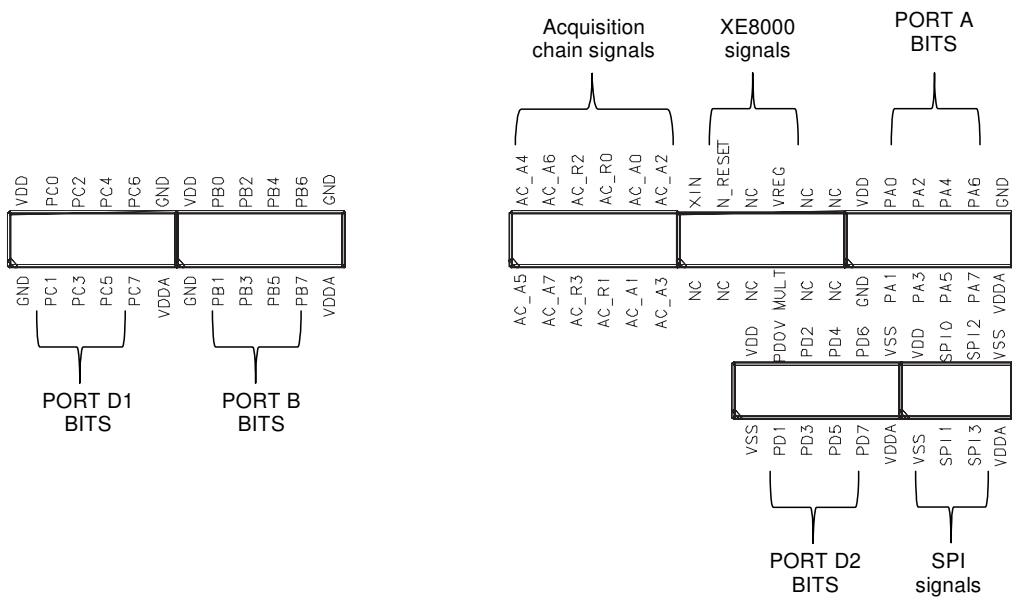 Acquisition
chain signals
XE8000
signals
PORT A
BITS
VDD
PC0
PC2
PC4
PC6
GND
VDD
PB0
PB2
PB4
PB6
GND
GND
PC1
PC3
PC5
PC7
VDDA
GND
PB1
PB3
PB5
PB7
VDDA
PORT D1
BITS
PORT B
BITS
AC_A4
AC_A6
AC_R2
AC_R0
AC_A0
AC_A2
XIN
N_RESET
NC
VREG
NC
NC
VDD
PA0
PA2
PA4
PA6
GND
AC_A5
AC_A7
AC_R3
AC_R1
AC_A1
AC_A3
NC
NC
NC
VMULT
NC
NC
GND
PA1
PA3
PA5
PA7
VDDA
VDD
PD0
PD2
PD4
PD6
VSS
VDD
SPI0
SPI2
VSS
VSS
PD1
PD3
PD5
PD7
VDDA
VSS
SPI1
SPI3
VDDA
PORT D2
BITS
SPI
signals